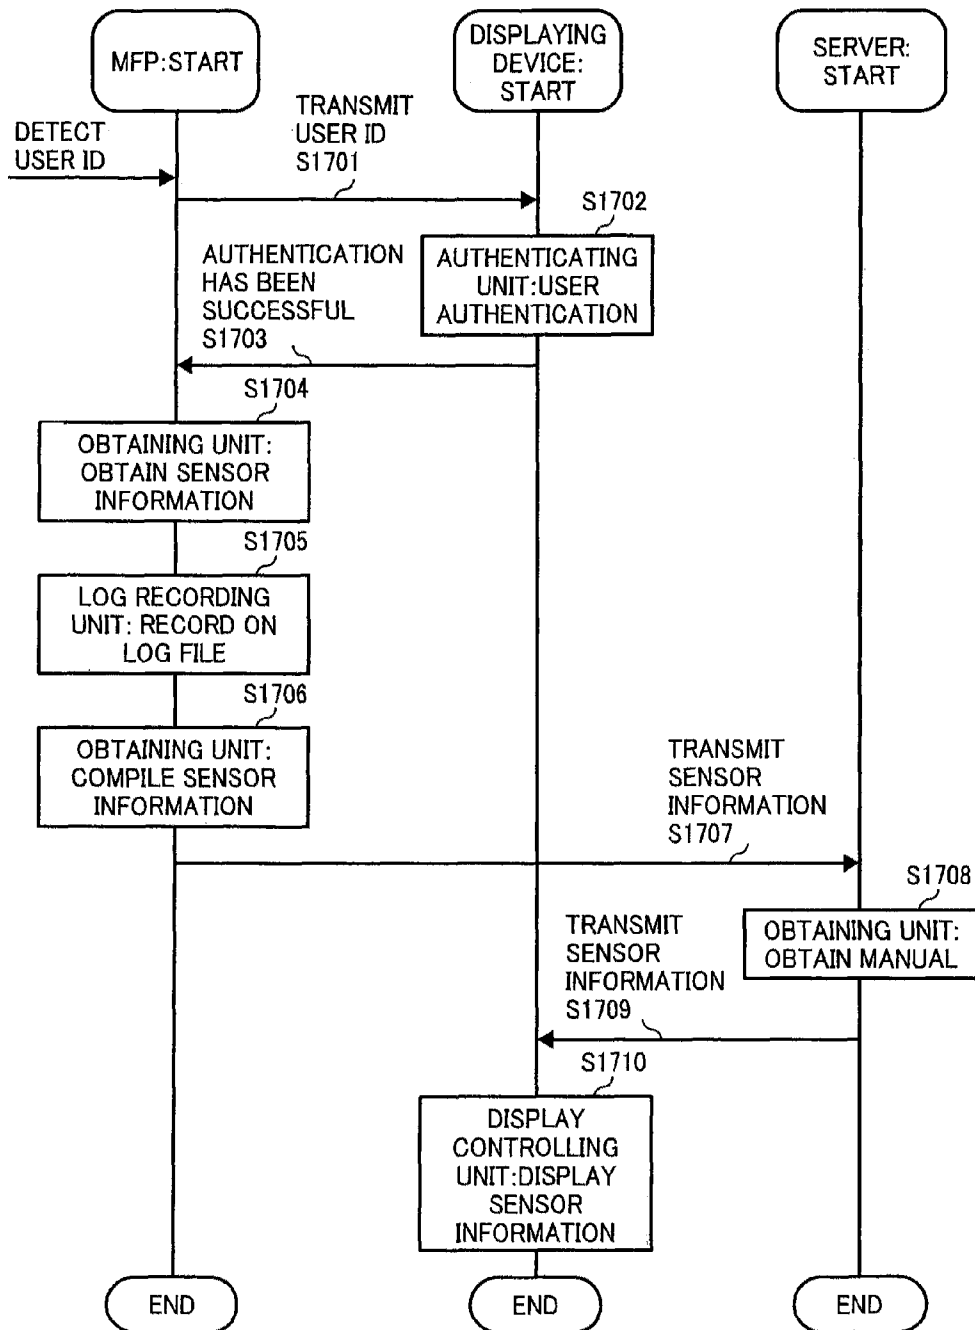 MFP:START
DISPLAYING
DEVICE:
START
SERVER:
START
DETECT
USER ID
TRANSMIT
USER ID
S1701
S1702
AUTHENTICATING
UNIT:USER
AUTHENTICATION
AUTHENTICATION
HAS BEEN
SUCCESSFUL
S1703
S1704
OBTAINING UNIT:
OBTAIN SENSOR
INFORMATION
S1705
LOG RECORDING
UNIT: RECORD ON
LOG FILE
S1706
OBTAINING UNIT:
COMPILE SENSOR
INFORMATION
TRANSMIT
SENSOR
INFORMATION
S1707
S1708
OBTAINING UNIT:
OBTAIN MANUAL
TRANSMIT
SENSOR
INFORMATION
S1709
S1710
DISPLAY
CONTROLLING
UNIT:DISPLAY
SENSOR
INFORMATION
END
END
END